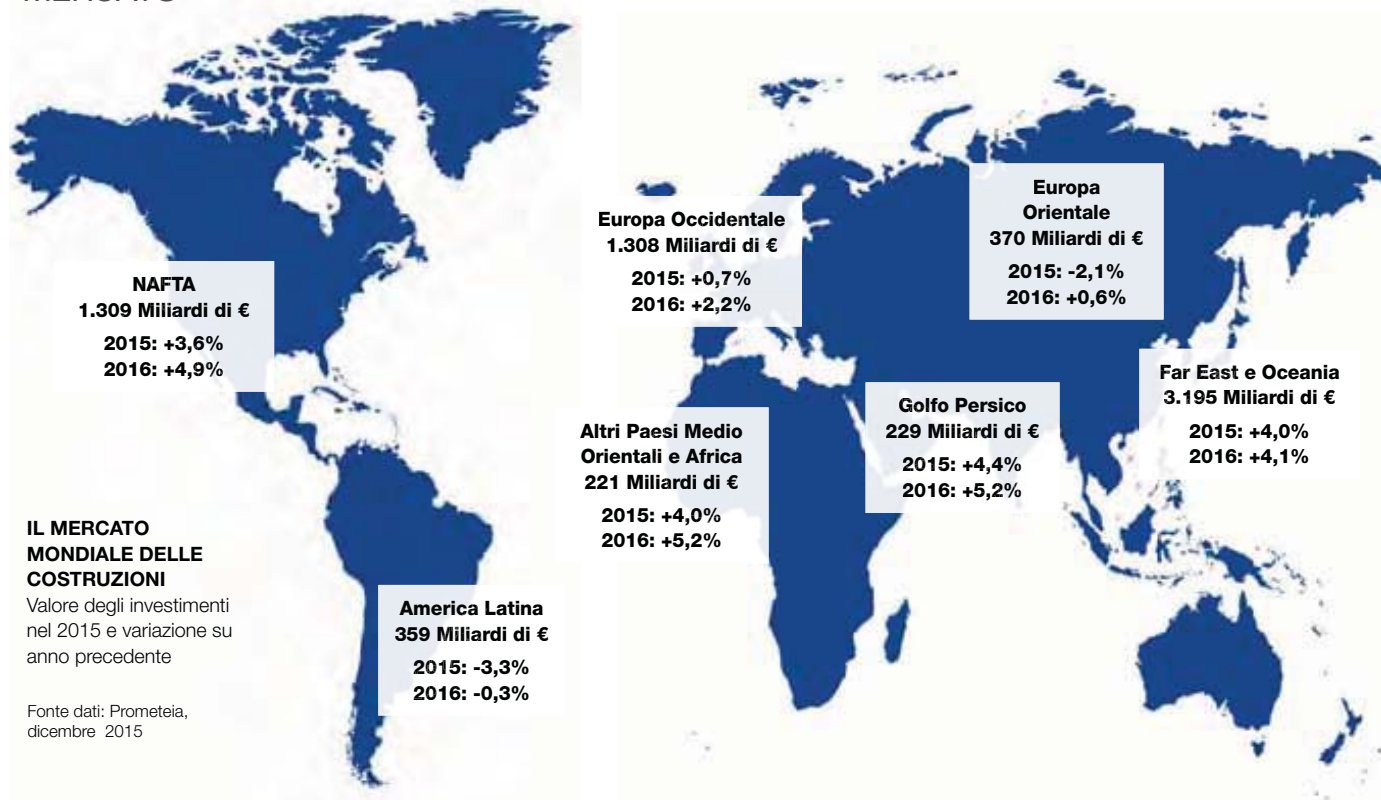 NAFTA
1.309 Miliardi di €
2015: +3,6%
2016: +4,9%
Europa Occidentale
1.308 Miliardi di €
2015: +0,7%
2016: +2,2%
Europa
Orientale
370 Miliardi di €
2015: -2,1%
2016: +0,6%
Altri Paesi Medio
Orientali e Africa
221 Miliardi di €
2015: +4,0%
2016: +5,2%
Golfo Persico
229 Miliardi di €
2015: +4,4%
2016: +5,2%
Far East e Oceania
3.195 Miliardi di €
2015: +4,0%
2016: +4,1%
America Latina
359 Miliardi di €
2015: -3,3%
2016: -0,3%
IL MERCATO
MONDIALE DELLE
COSTRUZIONI
Valore degli investimenti
nel 2015 e variazione su
anno precedente
Fonte dati: Prometeia,
dicembre 2015